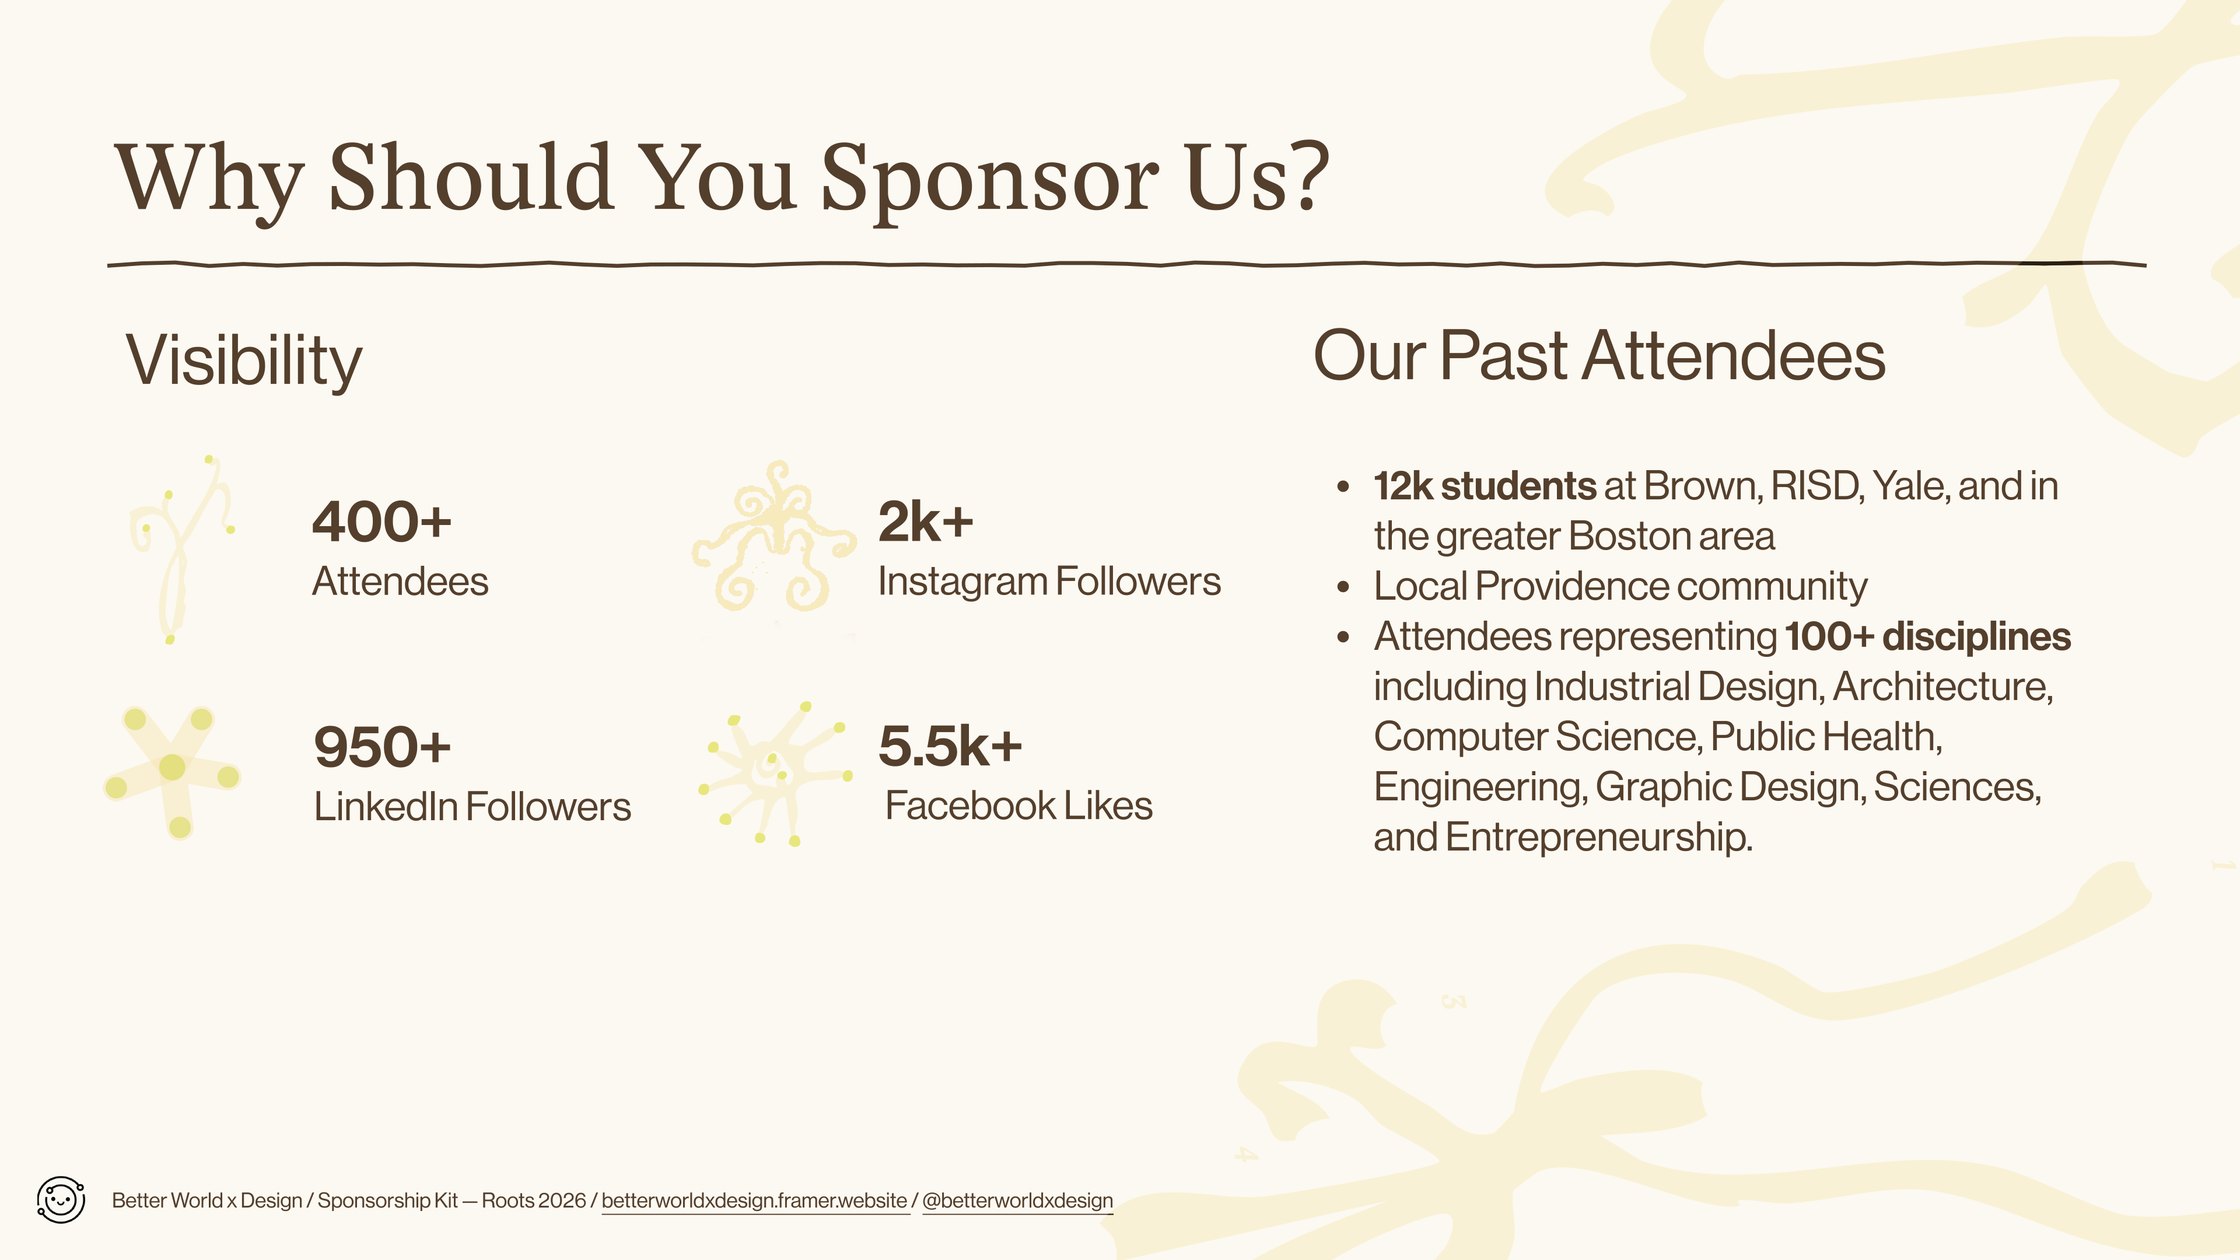 Why Should You Sponsor Us?
Visibility
400+
Attendees
2k+
Instagram Followers
950+
LinkedIn Followers
5.5k+
Facebook Likes
Our Past Attendees
• 12k students at Brown, RISD, Yale, and in
the greater Boston area
• Local Providence community
• Attendees representing 100+ disciplines
including Industrial Design, Architecture,
Computer Science, Public Health,
Engineering, Graphic Design, Sciences,
and Entrepreneurship.
1
3
4
Better World x Design / Sponsorship Kit — Roots 2026 / betterworldxdesign.framer.website / @betterworldxdesign